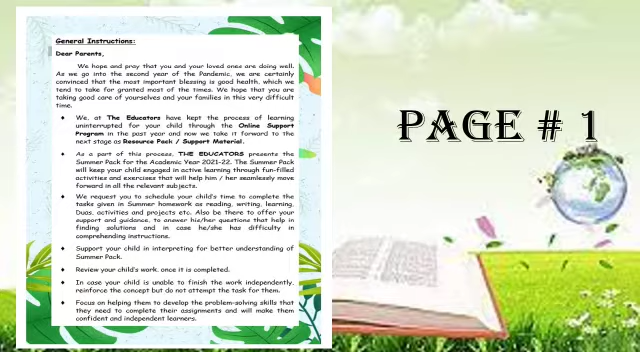 General Instructions:
Dear Parents,
We hope and pray that you and your loved ones are doing well.
As we go into the second year of the Pandemic, we are certainly
convinced that the most important blessing is good health, which we
tend to take for granted most of the times. We hope that you are
taking good care of yourselves and your families in this very difficult
time.
♦ We, at The Educators have kept the process of learning
uninterrupted for your child through the Online Support
Program in the past year and now we take it forward to the
next stage as Resource Pack / Support Material.
♦ As a part of this process, THE EDUCATORS presents the
Summer Pack for the Academic Year 2021-22. The Summer Pack
will keep your child engaged in active learning through fun-filled
activities and exercises that will help him / her seamlessly move
forward in all the relevant subjects.
♦ We request you to schedule your child's time to complete the
tasks given in Summer homework as reading, writing, learning,
Duas, activities and projects etc. Also be there to offer your
support and guidance, to answer his/her questions that help in
finding solutions and in case he/she has difficulty in
comprehending instructions.
♦ Support your child in interpreting for better understanding of
Summer Pack.
♦ Review your child's work, once it is completed.
♦ In case your child is unable to finish the work independently,
reinforce the concept but do not attempt the task for them.
♦ Focus on helping them to develop the problem-solving skills that
they need to complete their assignments and will make them
confident and independent learners.
PAGE # 1